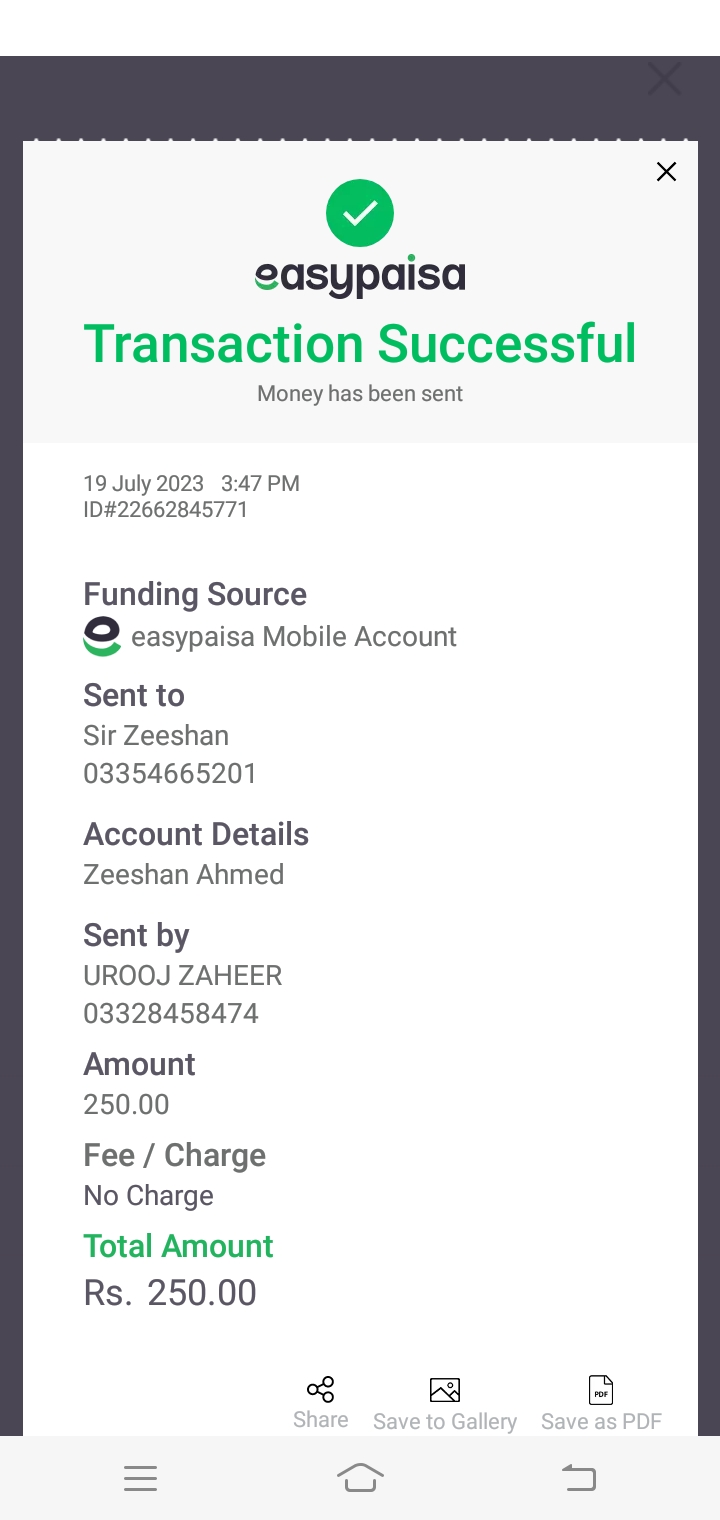 easypaisa
Transaction Successful
Money has been sent
19 July 2023 3:47 PM
ID#22662845771
Funding Source
easypaisa Mobile Account
Sent to
Sir Zeeshan
03354665201
Account Details
Zeeshan Ahmed
Sent by
UROOJ ZAHEER
03328458474
Amount
250.00
Fee / Charge
No Charge
Total Amount
Rs. 250.00
PDF
Share Save to Gallery Save as PDF